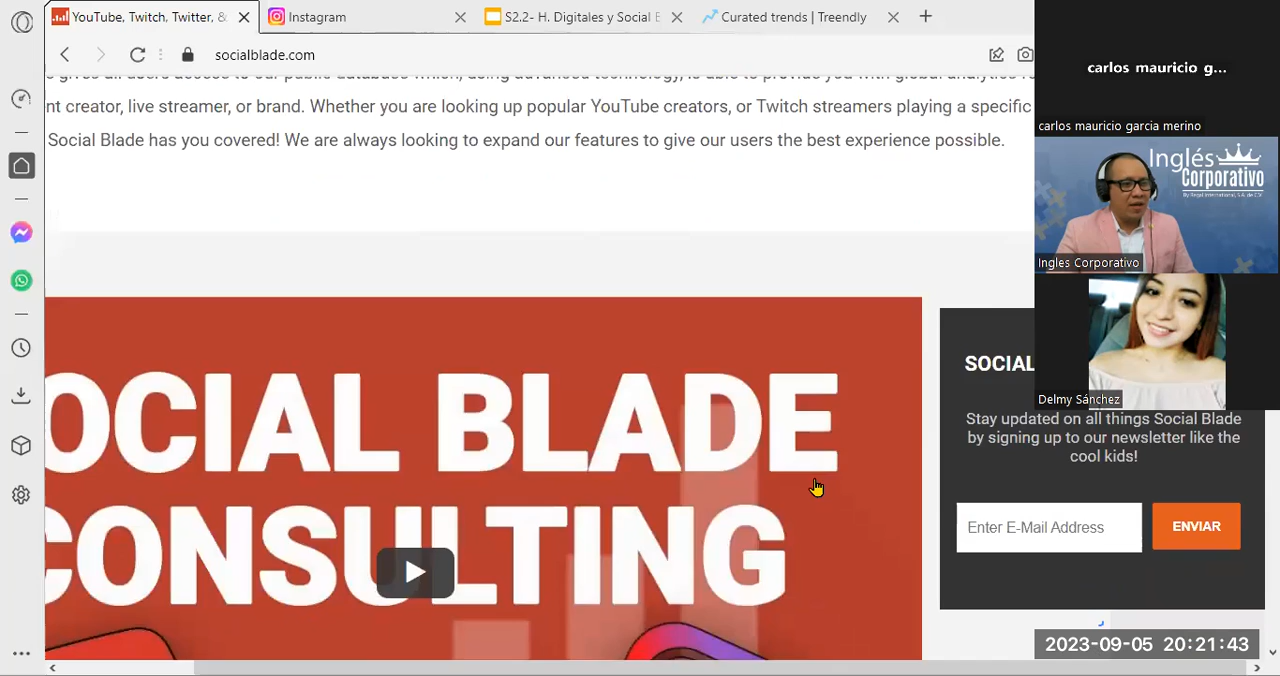 YouTube, Twitch, Twitter, &
Instagram
S2.2- H. Digitales y Social B
Curated trends | Treendly
socialblade.com
nt creator, live streamer, or brand. Whether you are looking up popular YouTube creators, or Twitch streamers playing a specific
Social Blade has you covered! We are always looking to expand our features to give our users the best experience possible.
OCIAL BLADE
CONSULTING
SOCIAL
Stay updated on all things Social Blade
by signing up to our newsletter like the
cool kids!
Enter E-Mail Address
ENVIAR
carlos mauricio g...
carlos mauricio garcia merino
Inglés
Corporativo
Ingles Corporativo
Delmy Sánchez
2023-09-05 20:21:43